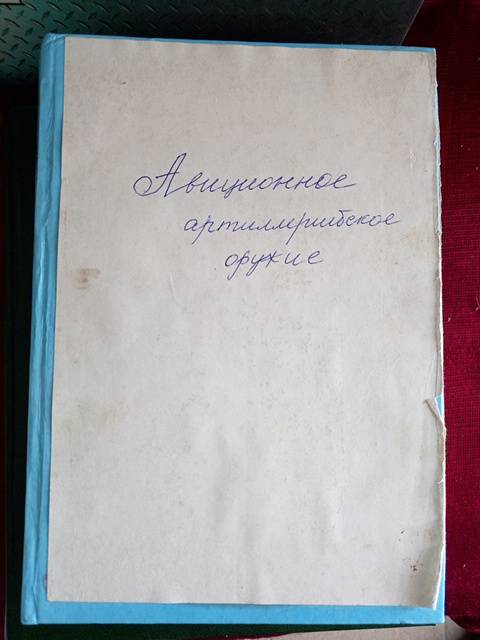 Авиционное
артиллерийское
оружие